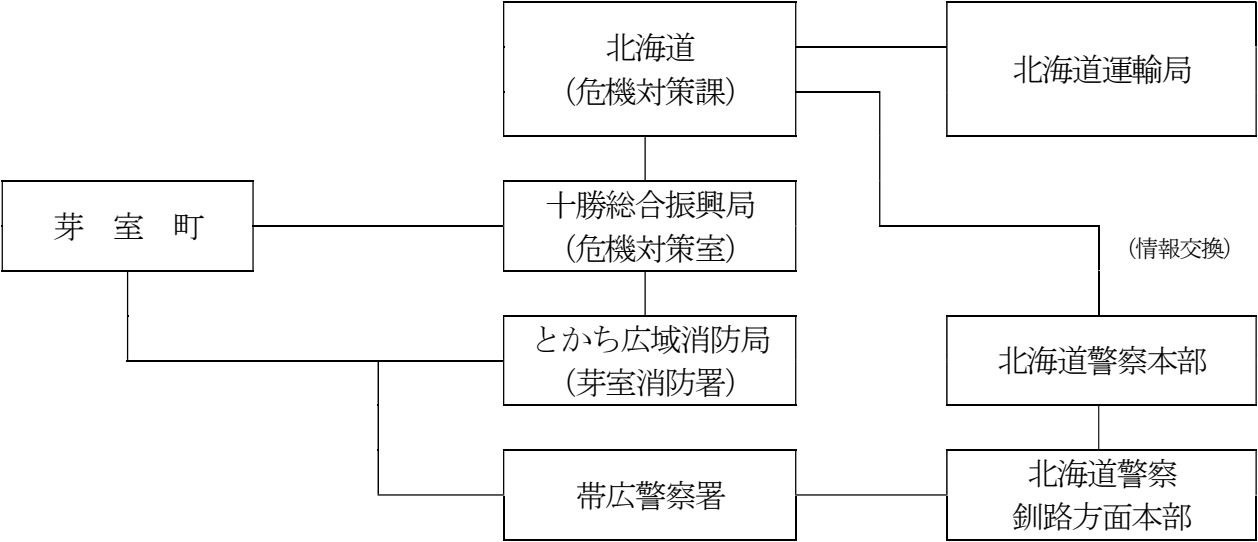 北海道
（危機対策課）
北海道運輸局
芽　室　町
十勝総合振興局
（危機対策室）
（情報交換）
とかち広域消防局
（芽室消防署）
北海道警察本部
帯広警察署
北海道警察
釧路方面本部